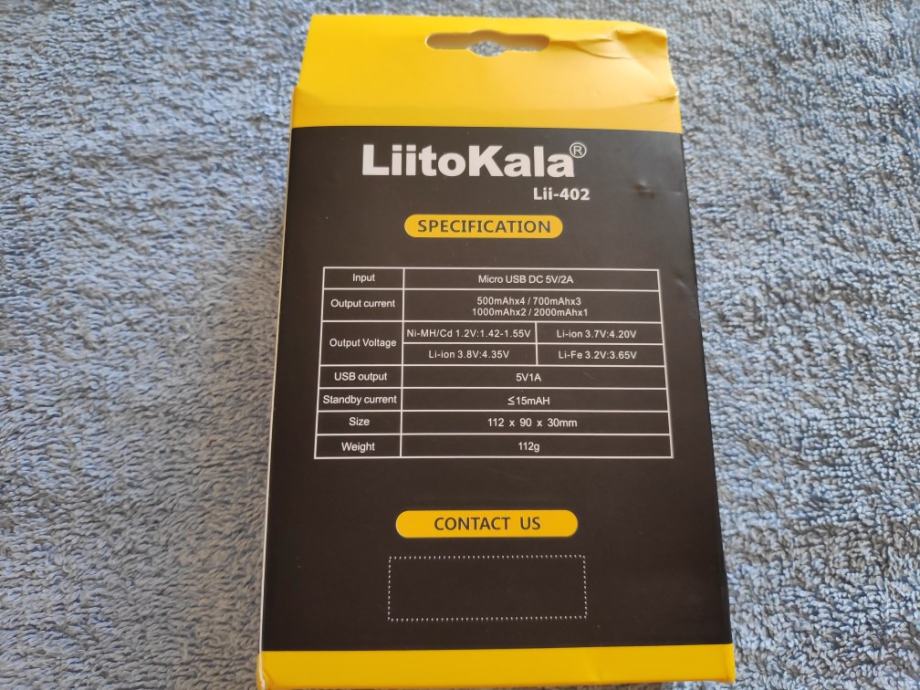 LiitoKala®
Lii-402
SPECIFICATION
Input Micro USB DC 5V/2A
Output current 500mAhx4 / 700mAhx3
1000mAhx2 / 2000mAhx1
Output Voltage Ni-MH/Cd 1.2V:1.42-1.55V Li-ion 3.7V:4.20V
Li-ion 3.8V:4.35V Li-Fe 3.2V:3.65V
USB output 5V1A
Standby current ≤15mAH
Size 112 x 90 x 30mm
Weight 112g
CONTACT US